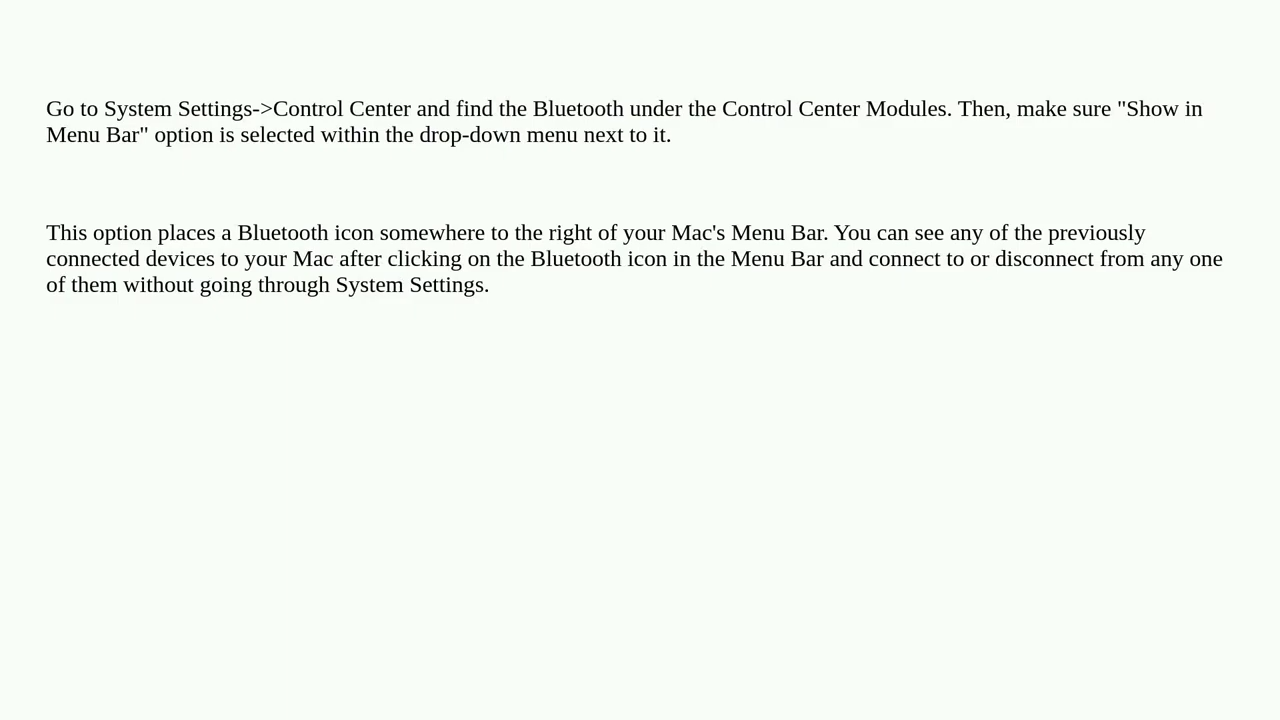 Go to System Settings->Control Center and find the Bluetooth under the Control Center Modules. Then, make sure "Show in
Menu Bar" option is selected within the drop-down menu next to it.
This option places a Bluetooth icon somewhere to the right of your Mac's Menu Bar. You can see any of the previously
connected devices to your Mac after clicking on the Bluetooth icon in the Menu Bar and connect to or disconnect from any one
of them without going through System Settings.